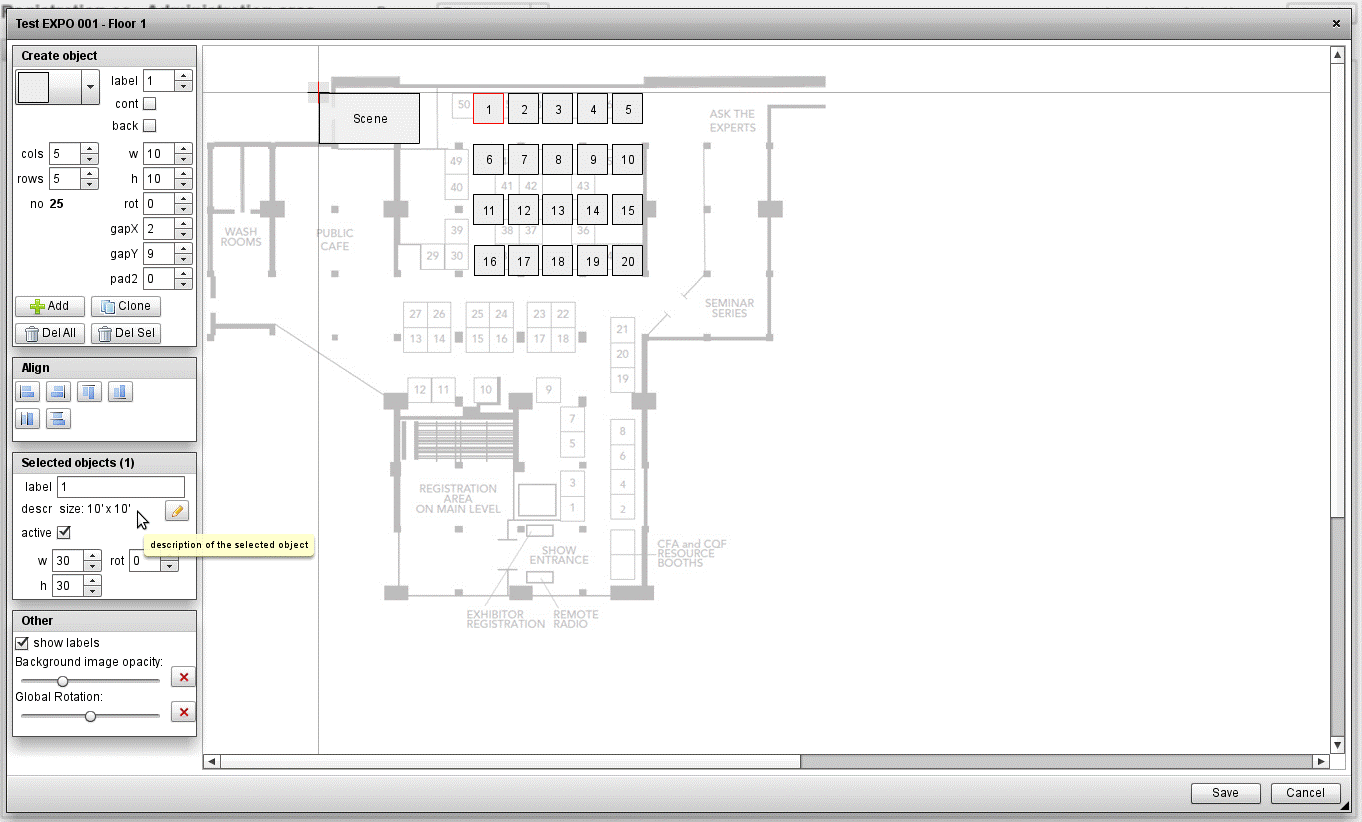 Test EXPO 001 - Floor 1
Create object
label 1
cont
back
cols 5 w 10
rows 5 h 10
no 25 rot 0
gapX 2
gapY 9
pad2 0
Add Clone
Del All Del Sel
Align
Selected objects (1)
label 1
descr size: 10' x 10'
active
description of the selected object
w 30 rot 0
h 30
Other
show labels
Background image opacity:
Global Rotation:
Scene
50 1 2 3 4 5
ASK THE
EXPERTS
49 6 7 8 9 10
40 41 42 43
11 12 13 14 15
WASH
ROOMS
PUBLIC
CAFE
39 38 37 36
29 30 16 17 18 19 20
SEMINAR
SERIES
27 26 25 24 23 22
13 14 15 16 17 18
21
20
19
12 11 10 9
7
5
8
6
3
1
4
2
REGISTRATION
AREA
ON MAIN LEVEL
SHOW
ENTRANCE
CFA and CQF
RESOURCE
BOOTHS
EXHIBITOR
REGISTRATION
REMOTE
RADIO
Save Cancel